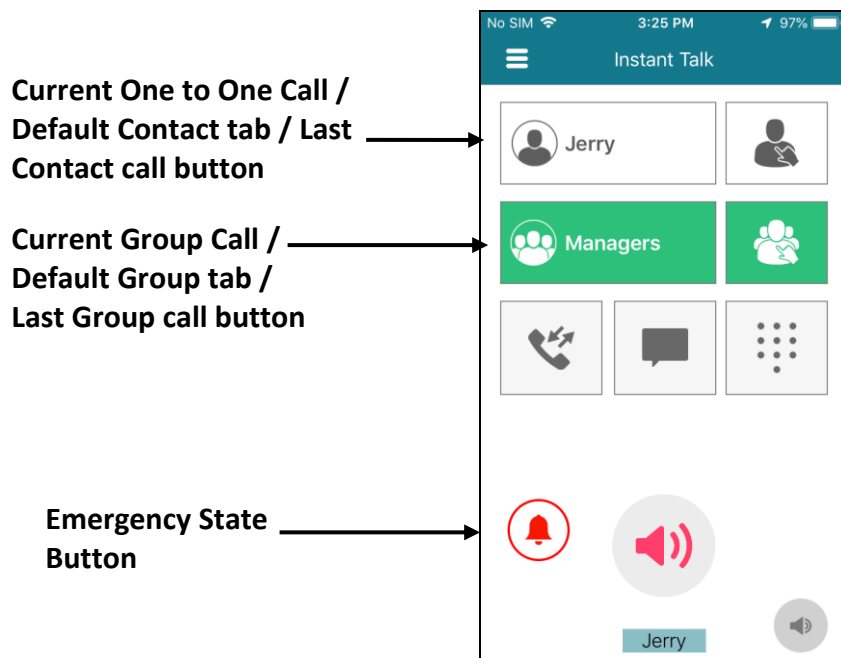 No SIM 3:25 PM 97%
Instant Talk
Current One to One Call /
Default Contact tab / Last
Contact call button
Jerry
Current Group Call /
Default Group tab /
Last Group call button
Managers
Emergency State
Button
Jerry